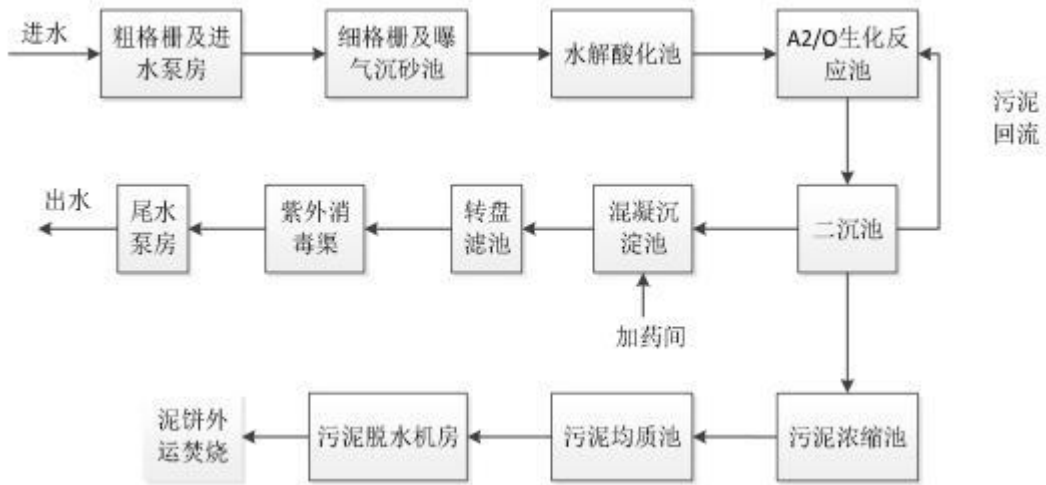 进水
粗格栅及进
水泵房
细格栅及曝
气沉砂池
水解酸化池
A2/O生化反
应池
污泥
回流
出水
尾水
泵房
紫外消
毒渠
转盘
滤池
混凝沉
淀池
二沉池
加药间
泥饼外
运焚烧
污泥脱水机房
污泥均质池
污泥浓缩池